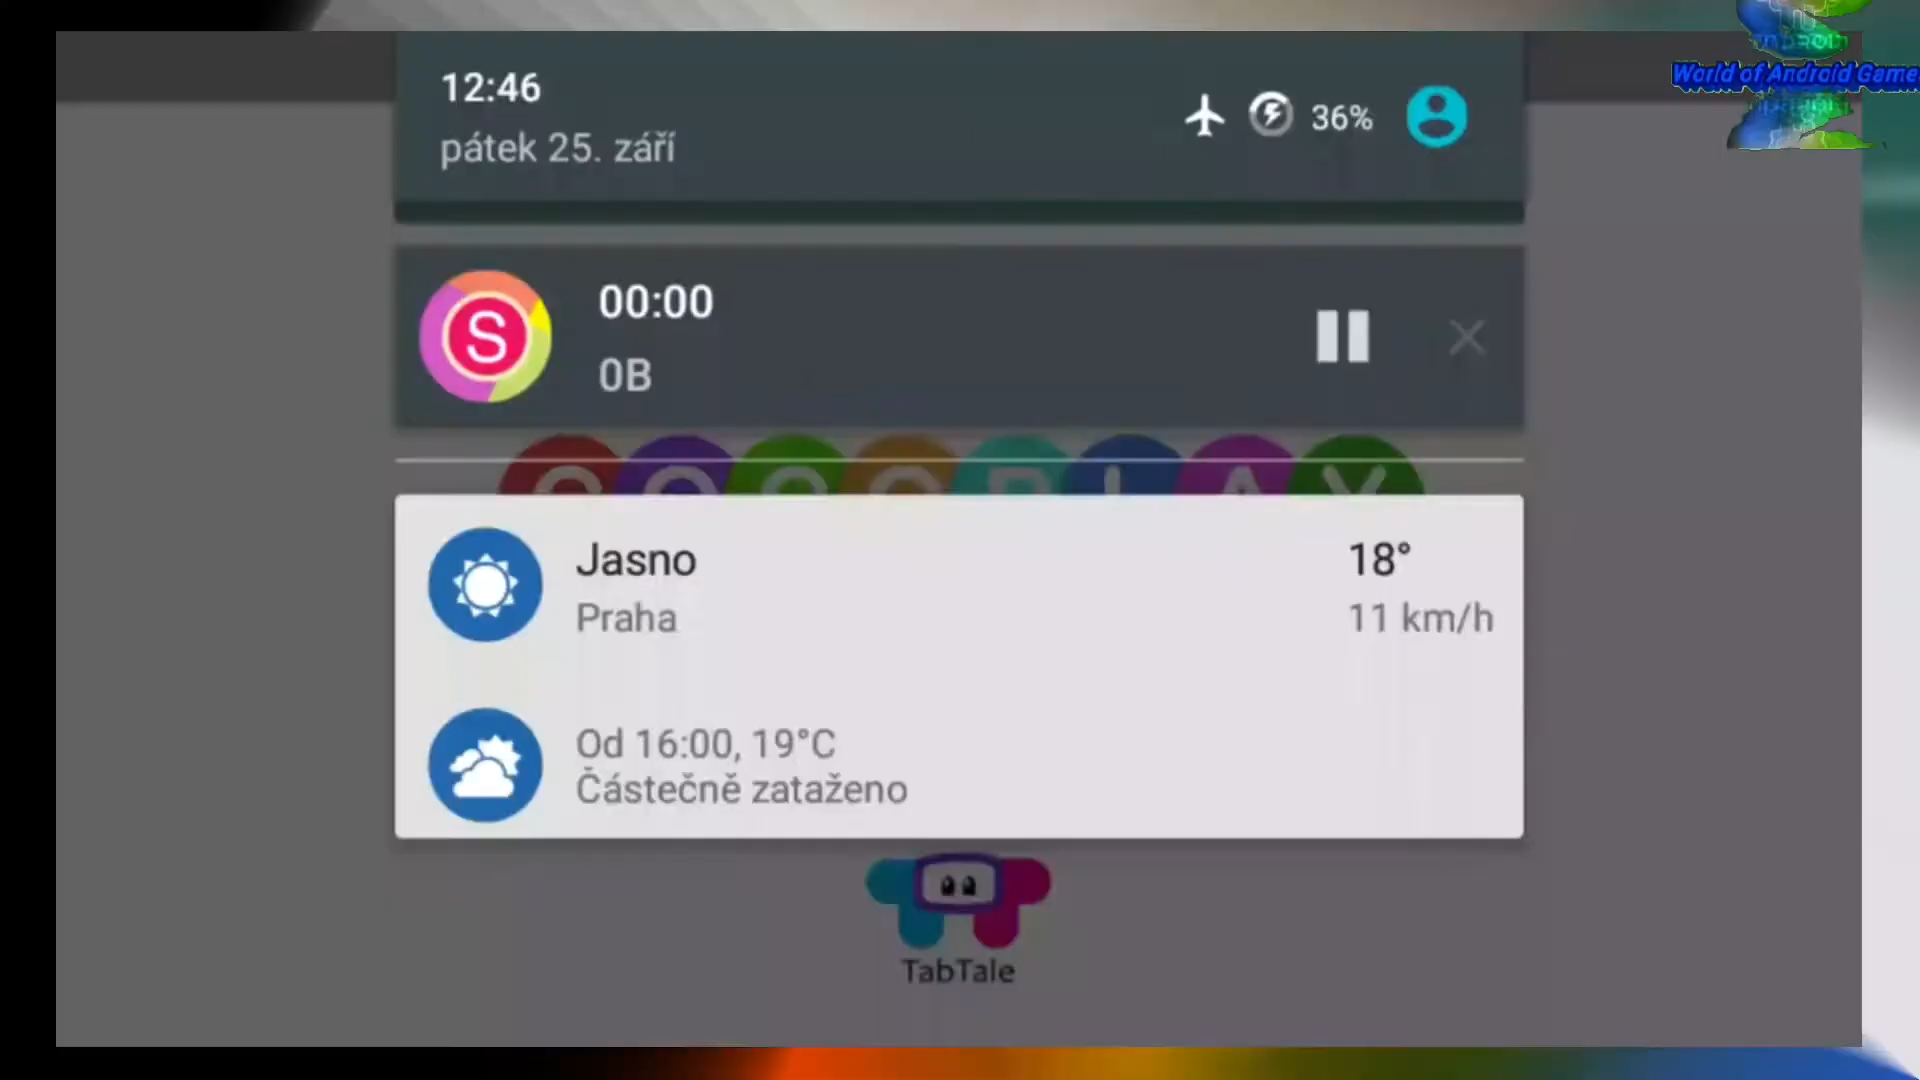 World of Android Game
12:46
36%
pátek 25. září
S
00:00
0B
COCOPLAY
Jasno
18°
Praha
11 km/h
Od 16:00, 19°C
Částečně zataženo
TabTale